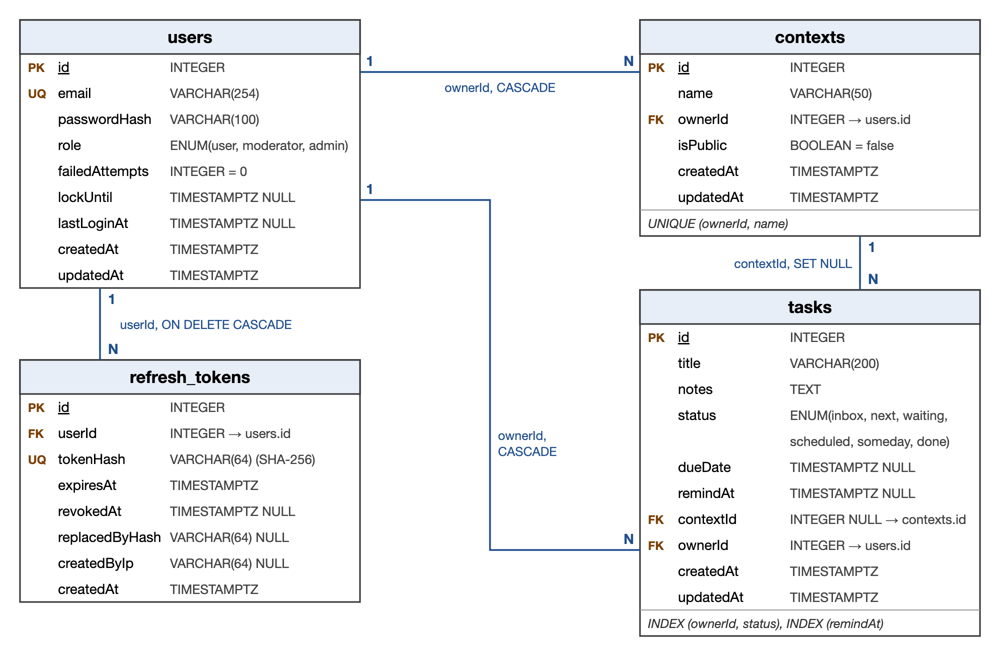 users
PK id INTEGER
UQ email VARCHAR(254)
passwordHash VARCHAR(100)
role ENUM(user, moderator, admin)
failedAttempts INTEGER = 0
lockUntil TIMESTAMPTZ NULL
lastLoginAt TIMESTAMPTZ NULL
createdAt TIMESTAMPTZ
updatedAt TIMESTAMPTZ
1 N
ownerId, CASCADE
contexts
PK id INTEGER
name VARCHAR(50)
FK ownerId INTEGER → users.id
isPublic BOOLEAN = false
createdAt TIMESTAMPTZ
updatedAt TIMESTAMPTZ
UNIQUE (ownerId, name)
1
contextId, SET NULL
N
1
userId, ON DELETE CASCADE
N
refresh_tokens
PK id INTEGER
FK userId INTEGER → users.id
UQ tokenHash VARCHAR(64) (SHA-256)
expiresAt TIMESTAMPTZ
revokedAt TIMESTAMPTZ NULL
replacedByHash VARCHAR(64) NULL
createdByIp VARCHAR(64) NULL
createdAt TIMESTAMPTZ
1
ownerId,
CASCADE
N
tasks
PK id INTEGER
title VARCHAR(200)
notes TEXT
status ENUM(inbox, next, waiting,
scheduled, someday, done)
dueDate TIMESTAMPTZ NULL
remindAt TIMESTAMPTZ NULL
FK contextId INTEGER NULL → contexts.id
FK ownerId INTEGER → users.id
createdAt TIMESTAMPTZ
updatedAt TIMESTAMPTZ
INDEX (ownerId, status), INDEX (remindAt)